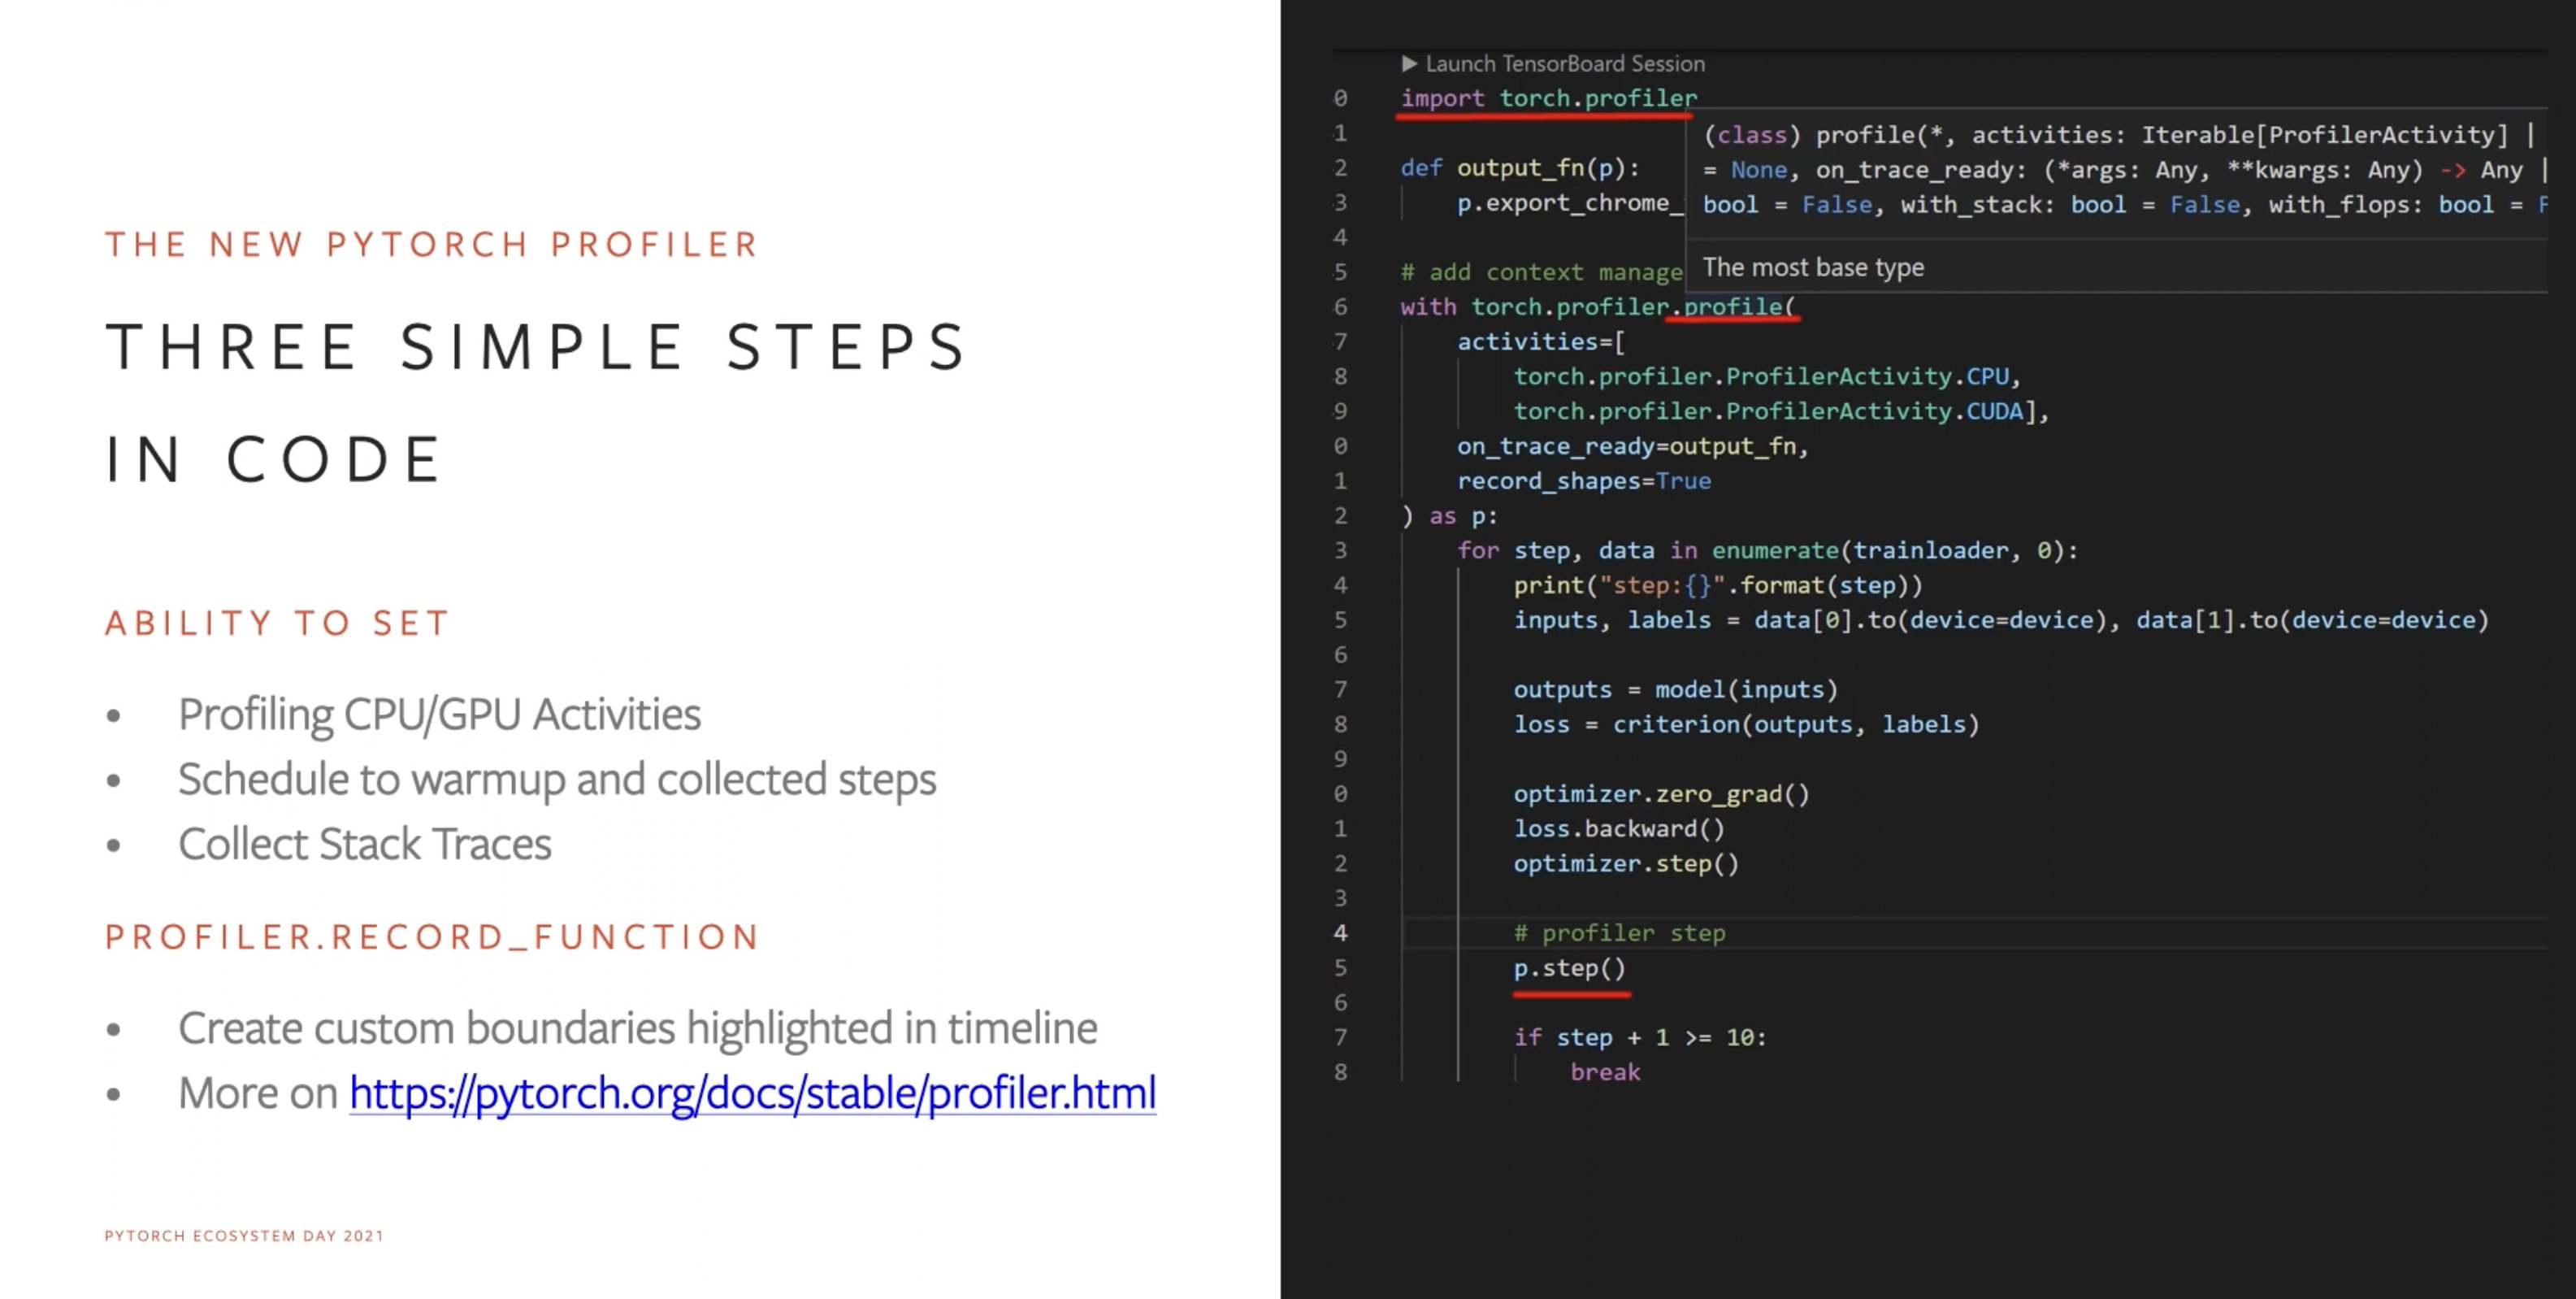 THE NEW PYTORCH PROFILER
THREE SIMPLE STEPS
IN CODE
ABILITY TO SET
• Profiling CPU/GPU Activities
• Schedule to warmup and collected steps
• Collect Stack Traces
PROFILER.RECORD_FUNCTION
• Create custom boundaries highlighted in timeline
• More on https://pytorch.org/docs/stable/profiler.html
PYTORCH ECOSYSTEM DAY 2021
▶ Launch TensorBoard Session
0 import torch.profiler
1
(class) profile(*, activities: Iterable[ProfilerActivity] |
= None, on_trace_ready: (*args: Any, **kwargs: Any) -> Any |
bool = False, with_stack: bool = False, with_flops: bool = F
The most base type
2 def output_fn(p):
3 p.export_chrome_
4
5 # add context manage
6 with torch.profiler.profile(
7 activities=[
8 torch.profiler.ProfilerActivity.CPU,
9 torch.profiler.ProfilerActivity.CUDA],
0 on_trace_ready=output_fn,
1 record_shapes=True
2 ) as p:
3 for step, data in enumerate(trainloader, 0):
4 print("step:{}".format(step))
5 inputs, labels = data[0].to(device=device), data[1].to(device=device)
6
7 outputs = model(inputs)
8 loss = criterion(outputs, labels)
9
0 optimizer.zero_grad()
1 loss.backward()
2 optimizer.step()
3
4 # profiler step
5 p.step()
6
7 if step + 1 >= 10:
8 break